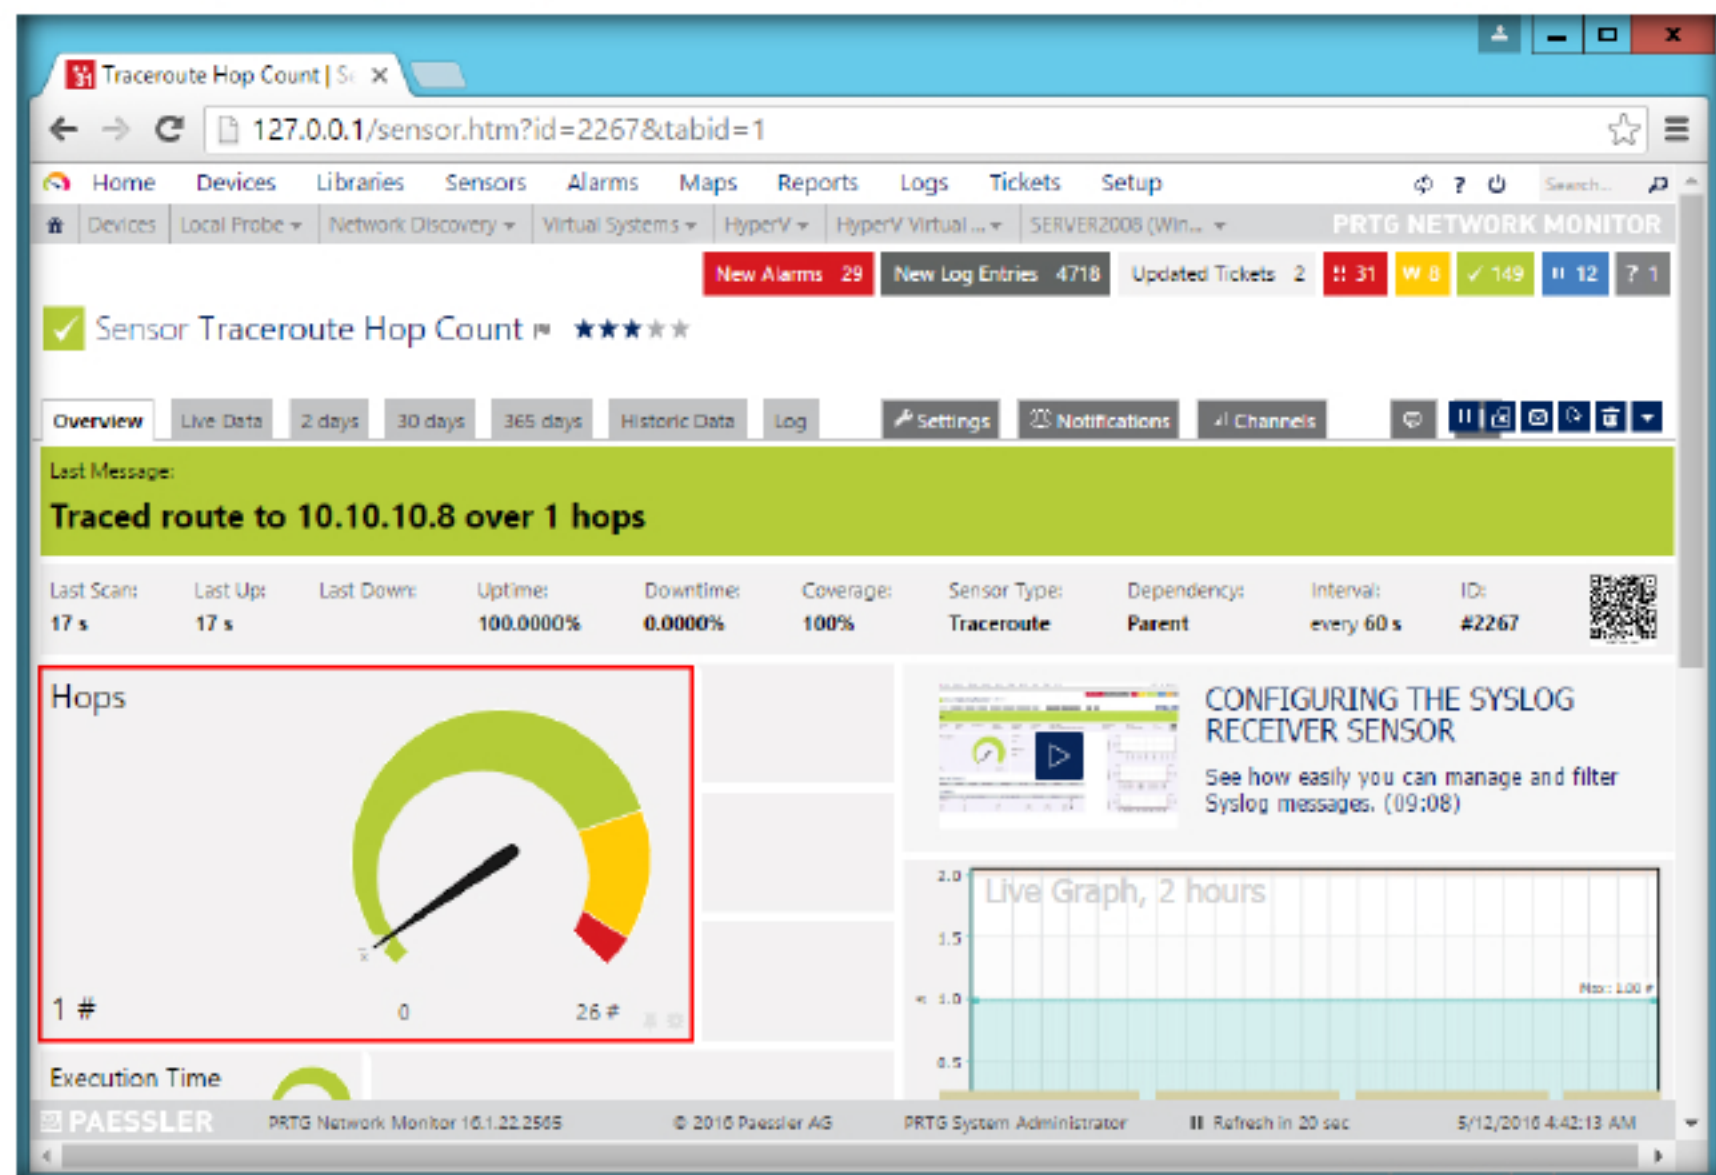 Traceroute Hop Count | Se
127.0.0.1/sensor.htm?id=2267&tabid=1
Home Devices Libraries Sensors Alarms Maps Reports Logs Tickets Setup ? Search...
Devices Local Probe Network Discovery Virtual Systems HyperV HyperV Virtual ... SERVER2008 (Win... PRTG NETWORK MONITOR
New Alarms 29 New Log Entries 4718 Updated Tickets 2 !! 31 W 8 149 12 ? 1
Sensor Traceroute Hop Count
Overview Live Data 2 days 30 days 365 days Historic Data Log Settings Notifications Channels
Last Message:
Traced route to 10.10.10.8 over 1 hops
Last Scan: Last Up: Last Down: Uptime: Downtime: Coverage: Sensor Type: Dependency: Interval: ID:
17 s 17 s 100.0000% 0.0000% 100% Traceroute Parent every 60 s #2267
Hops
1 #
0
26 #
Execution Time
CONFIGURING THE SYSLOG
RECEIVER SENSOR
See how easily you can manage and filter
Syslog messages. (09:08)
Live Graph, 2 hours
2.0
1.5
# 1.0
0.5
Max: 1.00 #
PAESSLER PRTG Network Monitor 16.1.22.2565 © 2016 Paessler AG PRTG System Administrator Refresh in 20 sec 5/12/2016 4:42:13 AM